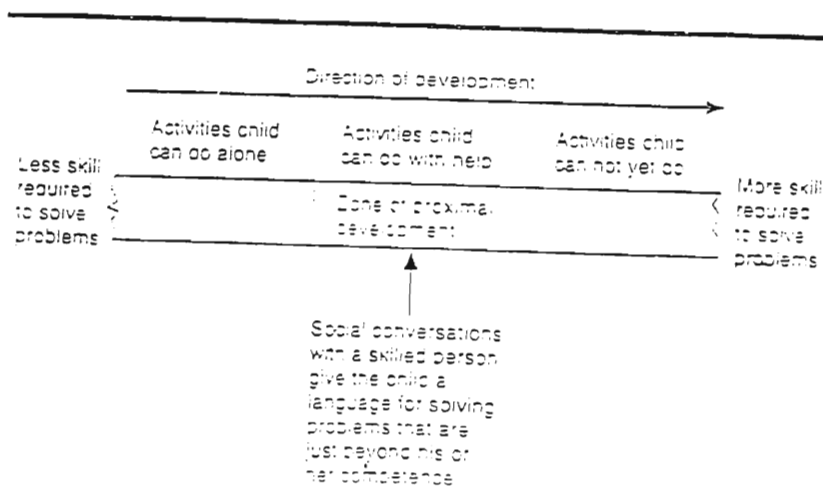 Direction of development
Activities child
can do alone
Activities child
can do with help
Activities child
can not yet do
Less skill
required
to solve
problems
Zone of proximal
development
More skill
required
to solve
problems
Social conversations
with a skilled person
give the child a
language for solving
problems that are
just beyond his or
her competence